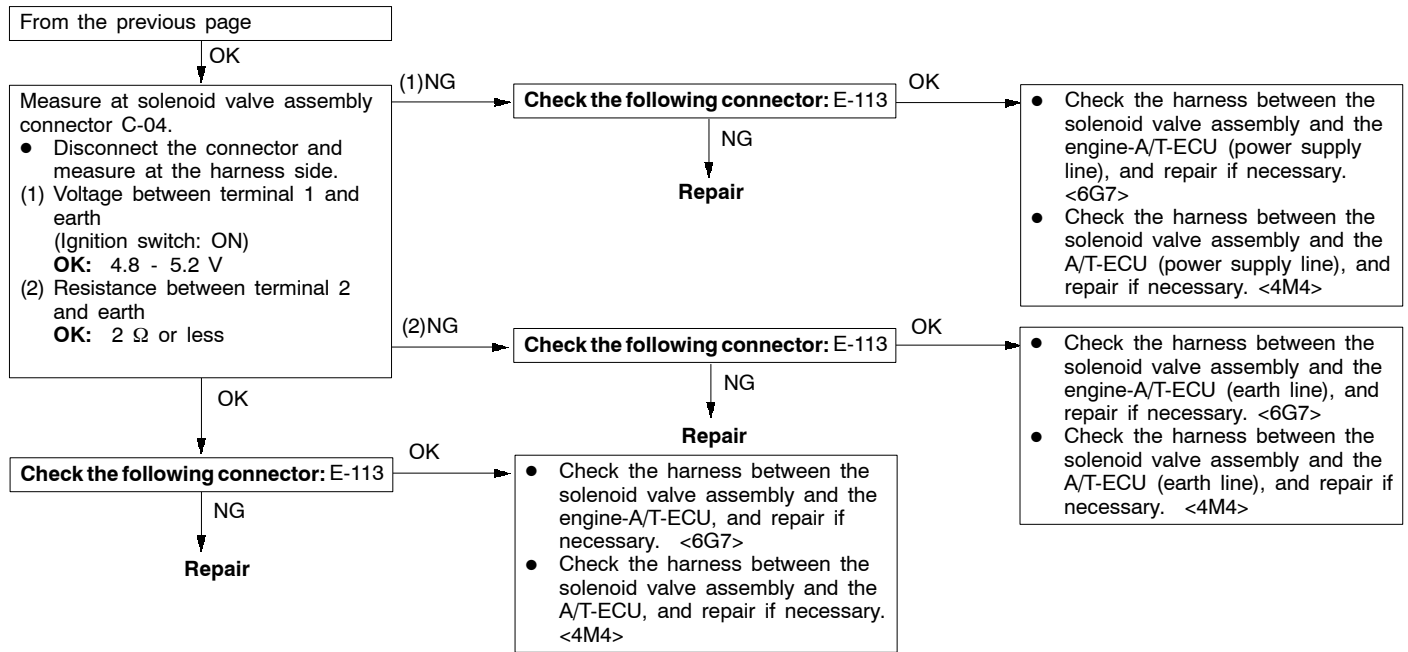 From the previous page
OK
Measure at solenoid valve assembly
connector C-04.
● Disconnect the connector and
measure at the harness side.
(1) Voltage between terminal 1 and
earth
(Ignition switch: ON)
OK: 4.8 - 5.2 V
(2) Resistance between terminal 2
and earth
OK: 2 Ω or less
(1)NG
Check the following connector: E-113
OK
● Check the harness between the
solenoid valve assembly and the
engine-A/T-ECU (power supply
line), and repair if necessary.
<6G7>
● Check the harness between the
solenoid valve assembly and the
A/T-ECU (power supply line), and
repair if necessary. <4M4>
NG
Repair
(2)NG
Check the following connector: E-113
OK
● Check the harness between the
solenoid valve assembly and the
engine-A/T-ECU (earth line), and
repair if necessary. <6G7>
● Check the harness between the
solenoid valve assembly and the
A/T-ECU (earth line), and repair if
necessary. <4M4>
NG
Repair
OK
Check the following connector: E-113
OK
● Check the harness between the
solenoid valve assembly and the
engine-A/T-ECU, and repair if
necessary. <6G7>
● Check the harness between the
solenoid valve assembly and the
A/T-ECU, and repair if necessary.
<4M4>
NG
Repair